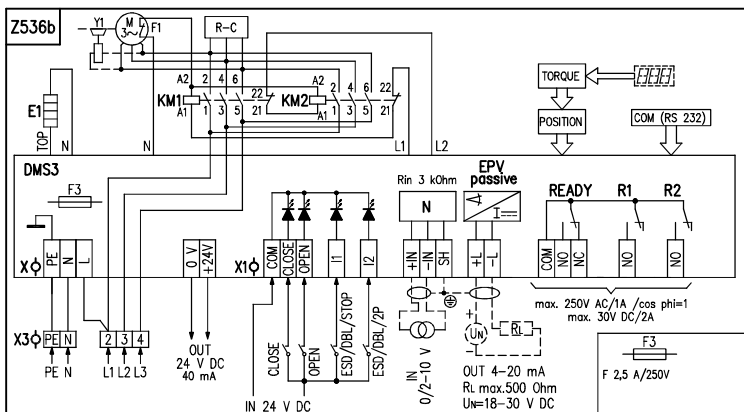 Z536b
Y1
M
3~
F1
R-C
A2
2
4
6
22
21
KM1
A1
1
3
5
A2
2
4
6
22
21
KM2
A1
1
3
5
E1
TOP
N
N
L1
L2
TORQUE
POSITION
COM (RS 232)
DMS3
F3
Rin 3 kOhm
N
EPV
passive
I
READY
R1
R2
X
PE
N
L
0 V
+24V
X1
COM
CLOSE
OPEN
I1
I2
+IN
-IN
SH
+L
-L
COM
NO
NC
NO
NO
max. 250V AC/1A /cos phi=1
max. 30V DC/2A
X3
PE
N
2
3
4
PE
N
L1
L2
L3
OUT
24 V DC
40 mA
CLOSE
OPEN
ESD/DBL/STOP
ESD/DBL/2P
IN 24 V DC
IN
0/2-10 V
+
UN
-
RL
OUT 4-20 mA
RL max.500 Ohm
UN=18-30 V DC
F3
F 2,5 A/250V